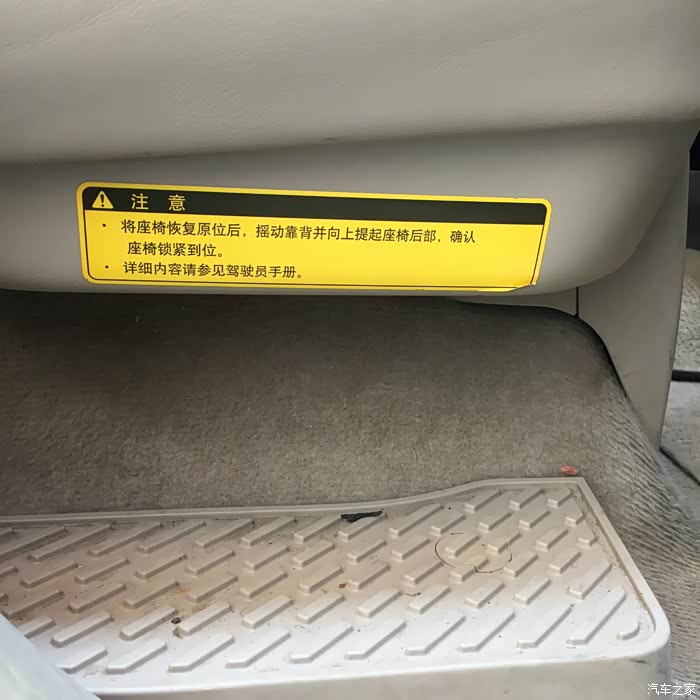 注 意
· 将座椅恢复原位后，摇动靠背并向上提起座椅后部，确认
座椅锁紧到位。
· 详细内容请参见驾驶员手册。
汽车之家